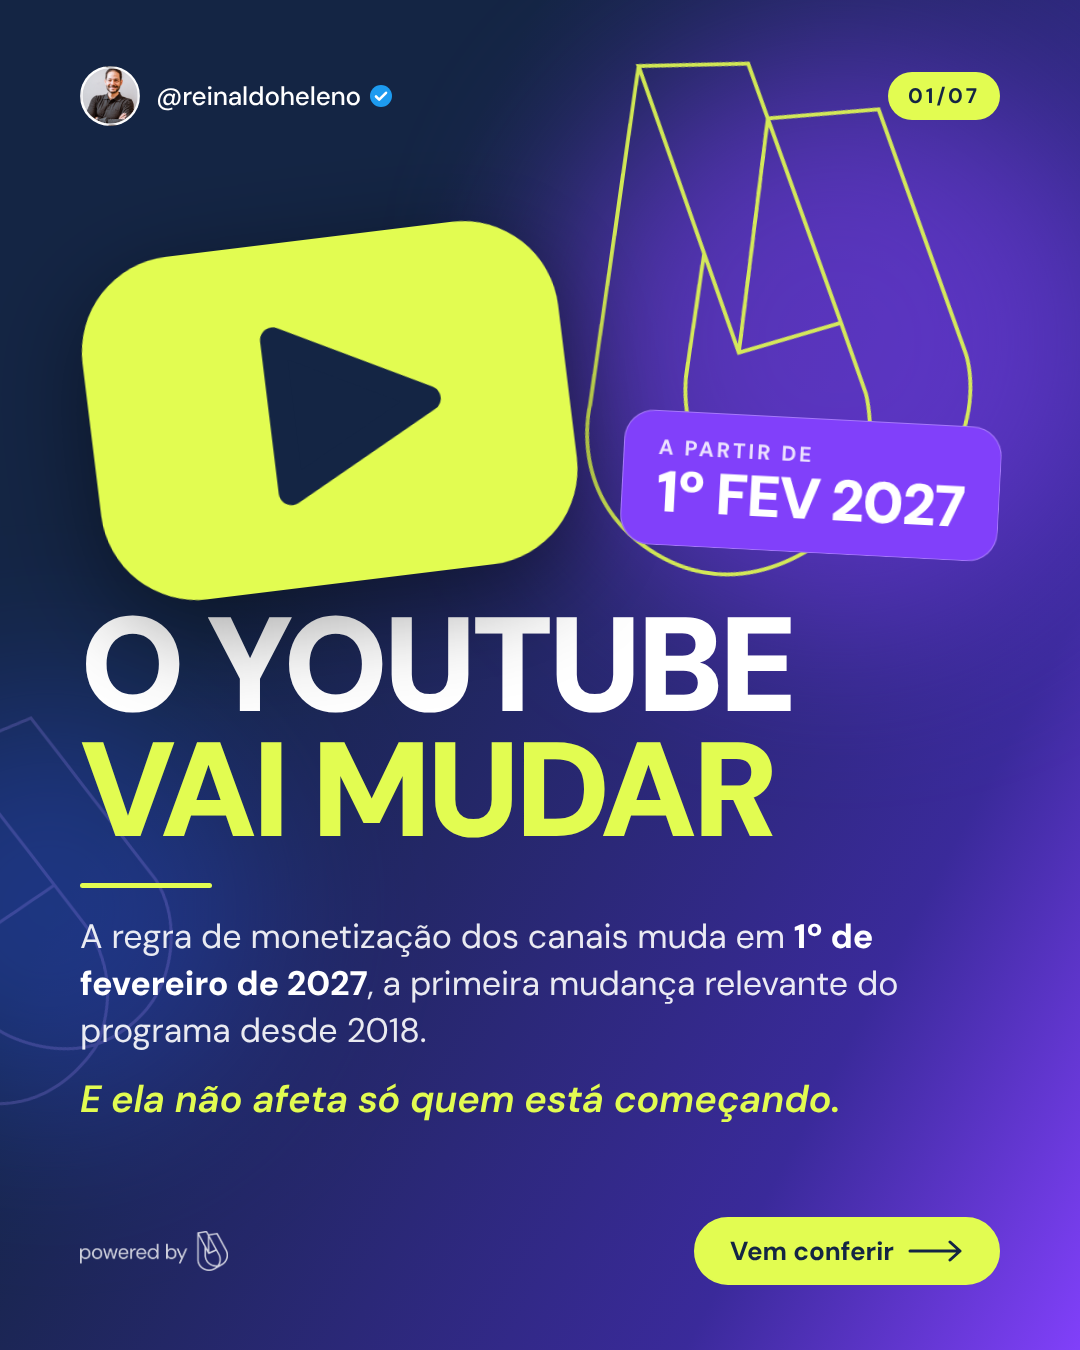 @reinaldoheleno
01/07
A PARTIR DE
1º FEV 2027
O YOUTUBE
VAI MUDAR
A regra de monetização dos canais muda em 1º de
fevereiro de 2027, a primeira mudança relevante do
programa desde 2018.
E ela não afeta só quem está começando.
powered by
Vem conferir